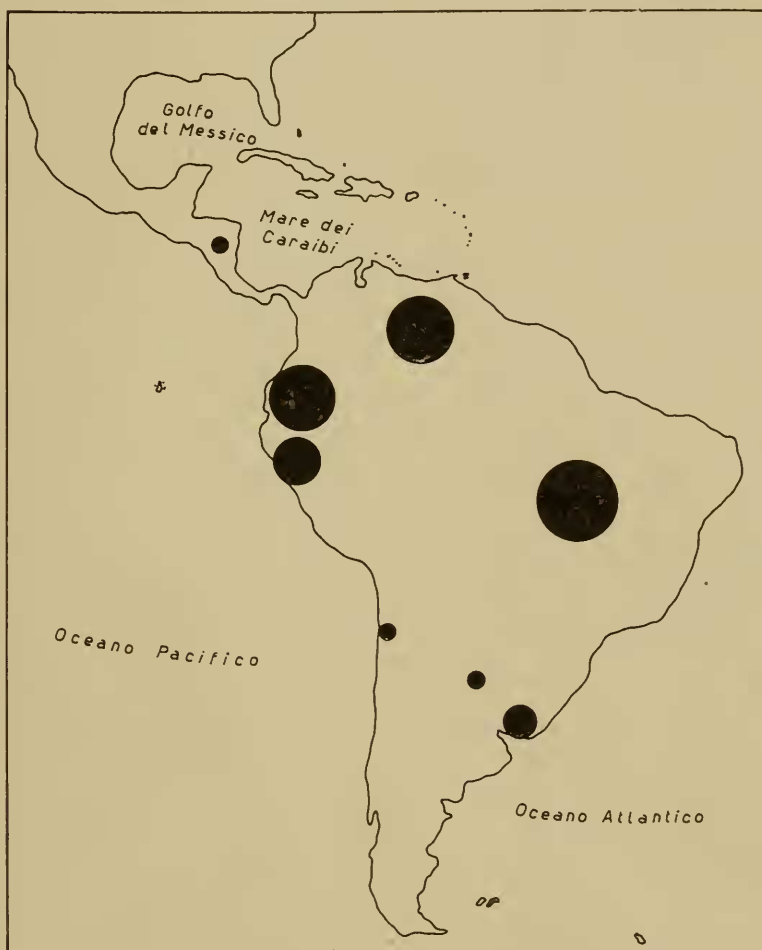 Golfo
del Messico
Mare dei
Caraibi
Oceano Pacifico
Oceano Atlantico